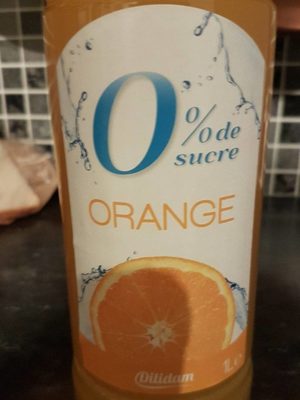 0%de
sucre
ORANGE
Dilidam
1L e